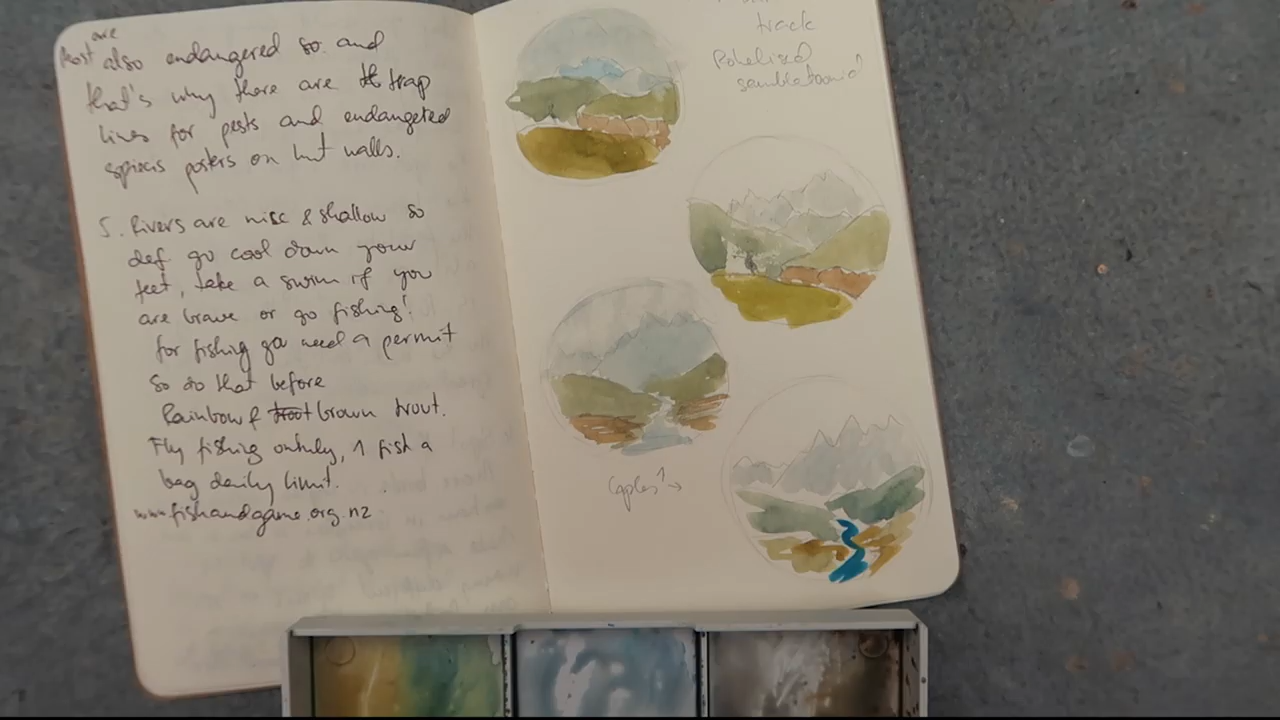 are
Most also endangered so and
that's why there are trap
lines for pests and endangered
species posters on hut walls.
5. Rivers are nice & shallow so
def go cool down your
feet, take a swim if you
are brave or go fishing!
for fishing you need a permit
so do that before
Rainbow & trout brown trout.
Fly fishing only, 1 fish a
bag daily limit.
www.fishandgame.org.nz
track
Caples